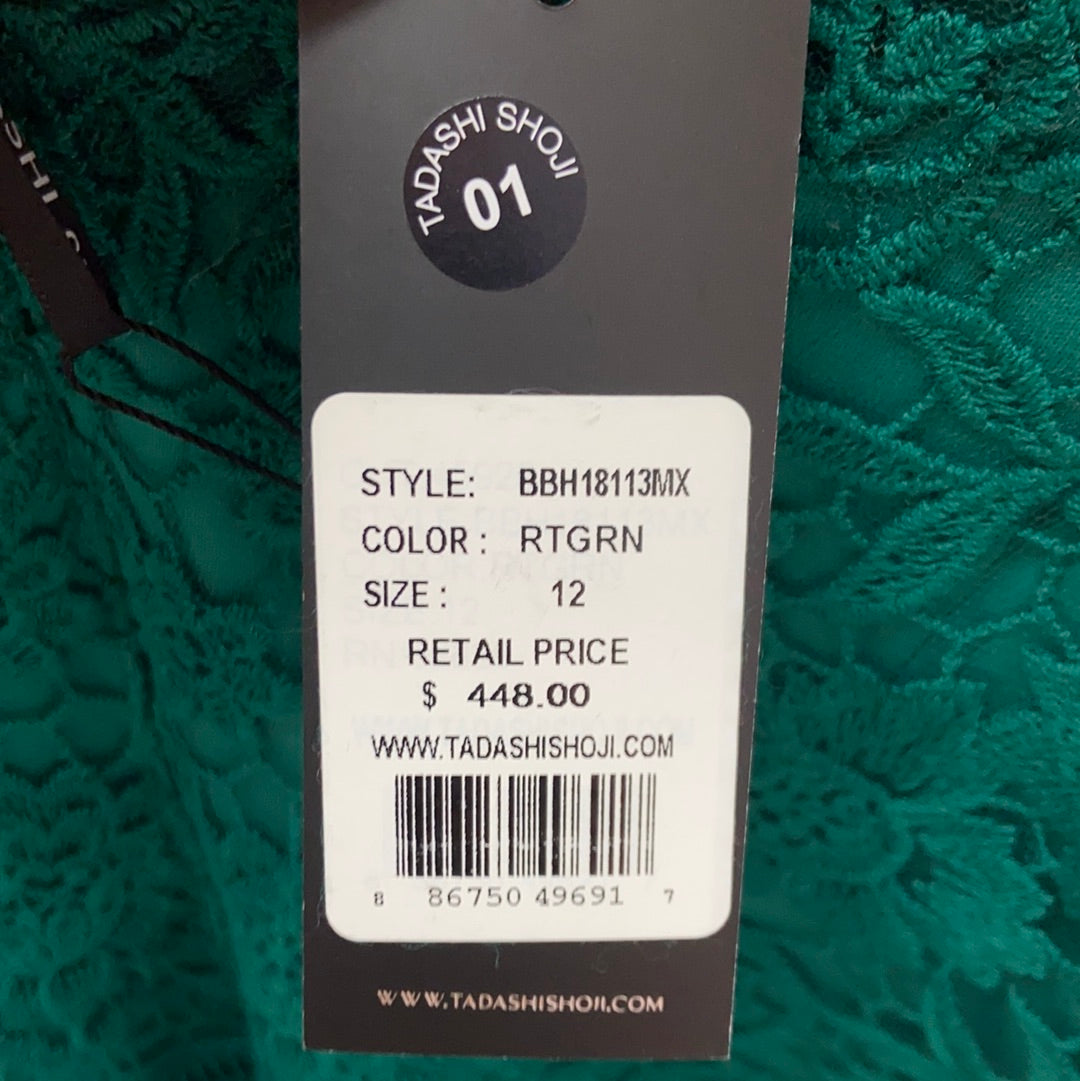 TADASHI SHOJI
01
SHI
STYLE: BBH18113MX
COLOR : RTGRN
SIZE : 12
RETAIL PRICE
$ 448.00
WWW.TADASHISHOJI.COM
8 86750 49691 7
WWW.TADASHISHOJI.COM